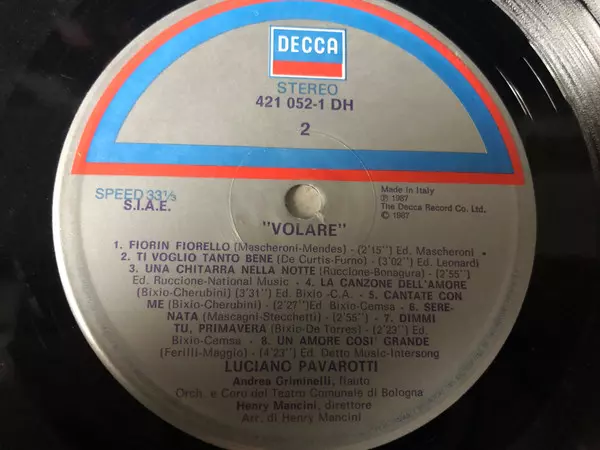 DECCA
STEREO
421 052-1 DH
2
SPEED 33⅓
S.I.A.E.
Made in Italy
℗ 1987
The Decca Record Co. Ltd.
© 1987
"VOLARE"
1. FIORIN FIORELLO (Mascheroni-Mendes) - (2'15'') Ed. Mascheroni
2. TI VOGLIO TANTO BENE (De Curtis-Furno) - (3'02'') Ed. Leonardi)
3. UNA CHITARRA NELLA NOTTE (Ruccione-Bonagura) - (2'55'')
Ed. Ruccione-National Music - 4. LA CANZONE DELL'AMORE
(Bixio-Cherubini) (3'31'') Ed. Bixio -C.A. - 5. CANTATE CON
ME (Bixio-Cherubini) - (2'27'')Ed Bixio-Cemsa - 6. SERE-
NATA (Mascagni-Stecchetti) - (2'55'') - 7. DIMMI
TU, PRIMAVERA (Bixio-De Torres) - (2'23'') Ed.
Bixio-Cemsa - 8. UN AMORE COSI' GRANDE
(Ferilli-Maggio) - (4'23'') Ed. Detto Music-Intersong
LUCIANO PAVAROTTI
Andrea Griminelli, flauto
Orch. e Coro del Teatro Comunale di Bologna
Henry Mancini, direttore
Arr. di Henry Mancini